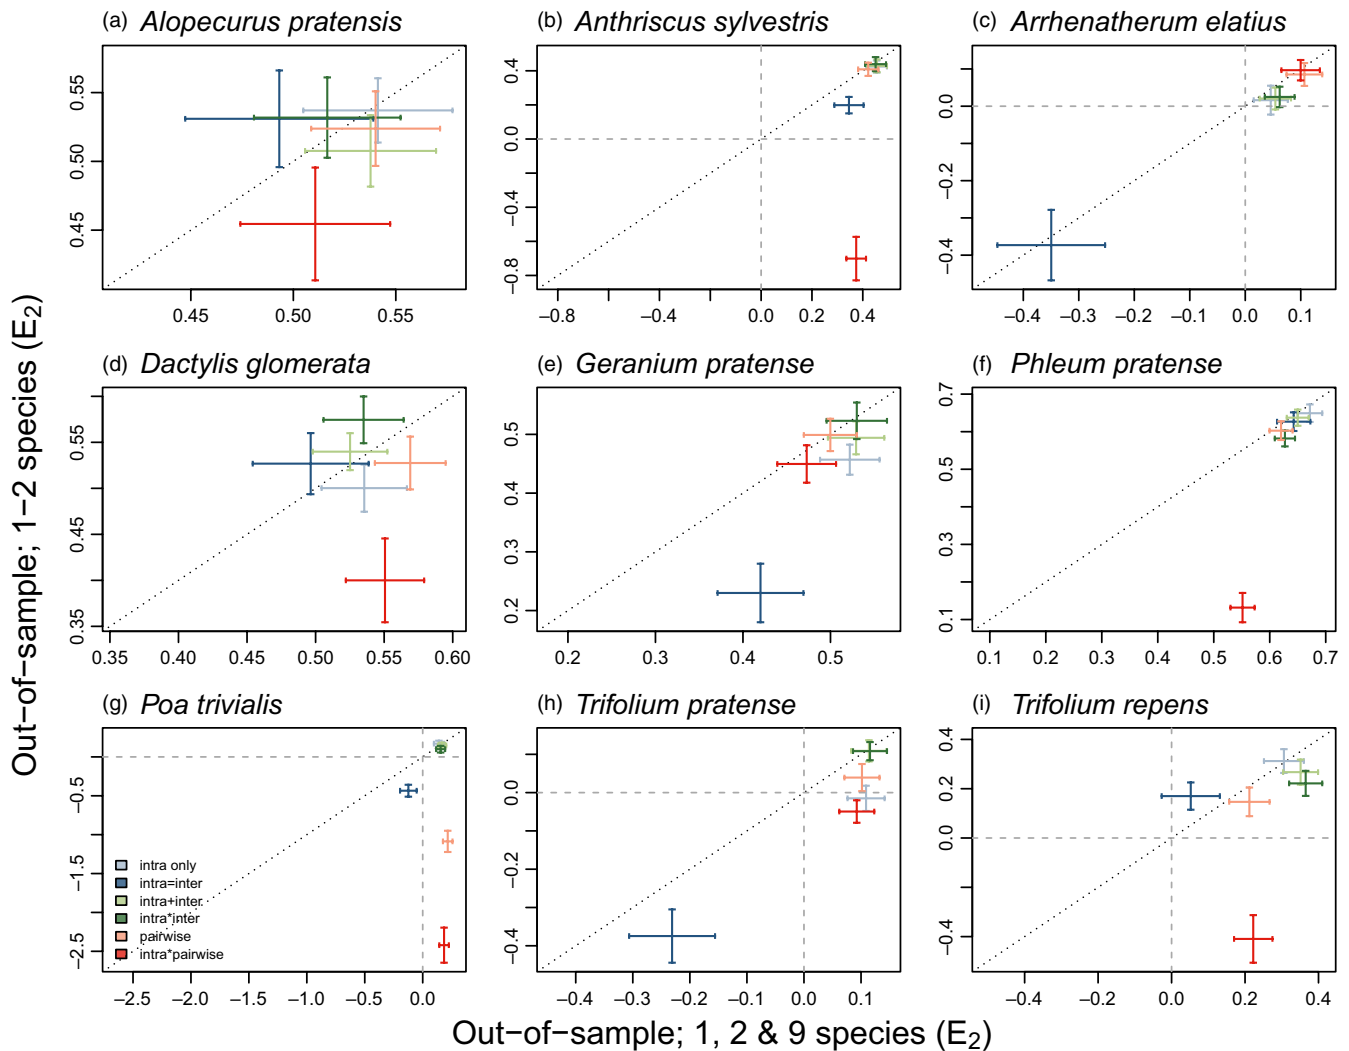 (a) Alopecurus pratensis
(b) Anthriscus sylvestris
(c) Arrhenatherum elatius
0.55
0.50
0.45
0.45 0.50 0.55
0.4
0.0
−0.4
−0.8
−0.8 −0.4 0.0 0.2 0.4
0.0
−0.2
−0.4
−0.4 −0.3 −0.2 −0.1 0.0 0.1
(d) Dactylis glomerata
(e) Geranium pratense
(f) Phleum pratense
0.55
0.45
0.35
0.35 0.40 0.45 0.50 0.55 0.60
0.5
0.4
0.3
0.2
0.2 0.3 0.4 0.5
0.7
0.5
0.3
0.1
0.1 0.2 0.3 0.4 0.5 0.6 0.7
(g) Poa trivialis
(h) Trifolium pratense
(i) Trifolium repens
−0.5
−1.5
−2.5
intra only
intra=inter
intra+inter
intra*inter
pairwise
intra*pairwise
−2.5 −2.0 −1.5 −1.0 −0.5 0.0
0.0
−0.2
−0.4
−0.4 −0.3 −0.2 −0.1 0.0 0.1
0.4
0.2
0.0
−0.4
−0.4 −0.2 0.0 0.2 0.4
Out−of−sample; 1−2 species (E2)
Out−of−sample; 1, 2 & 9 species (E2)